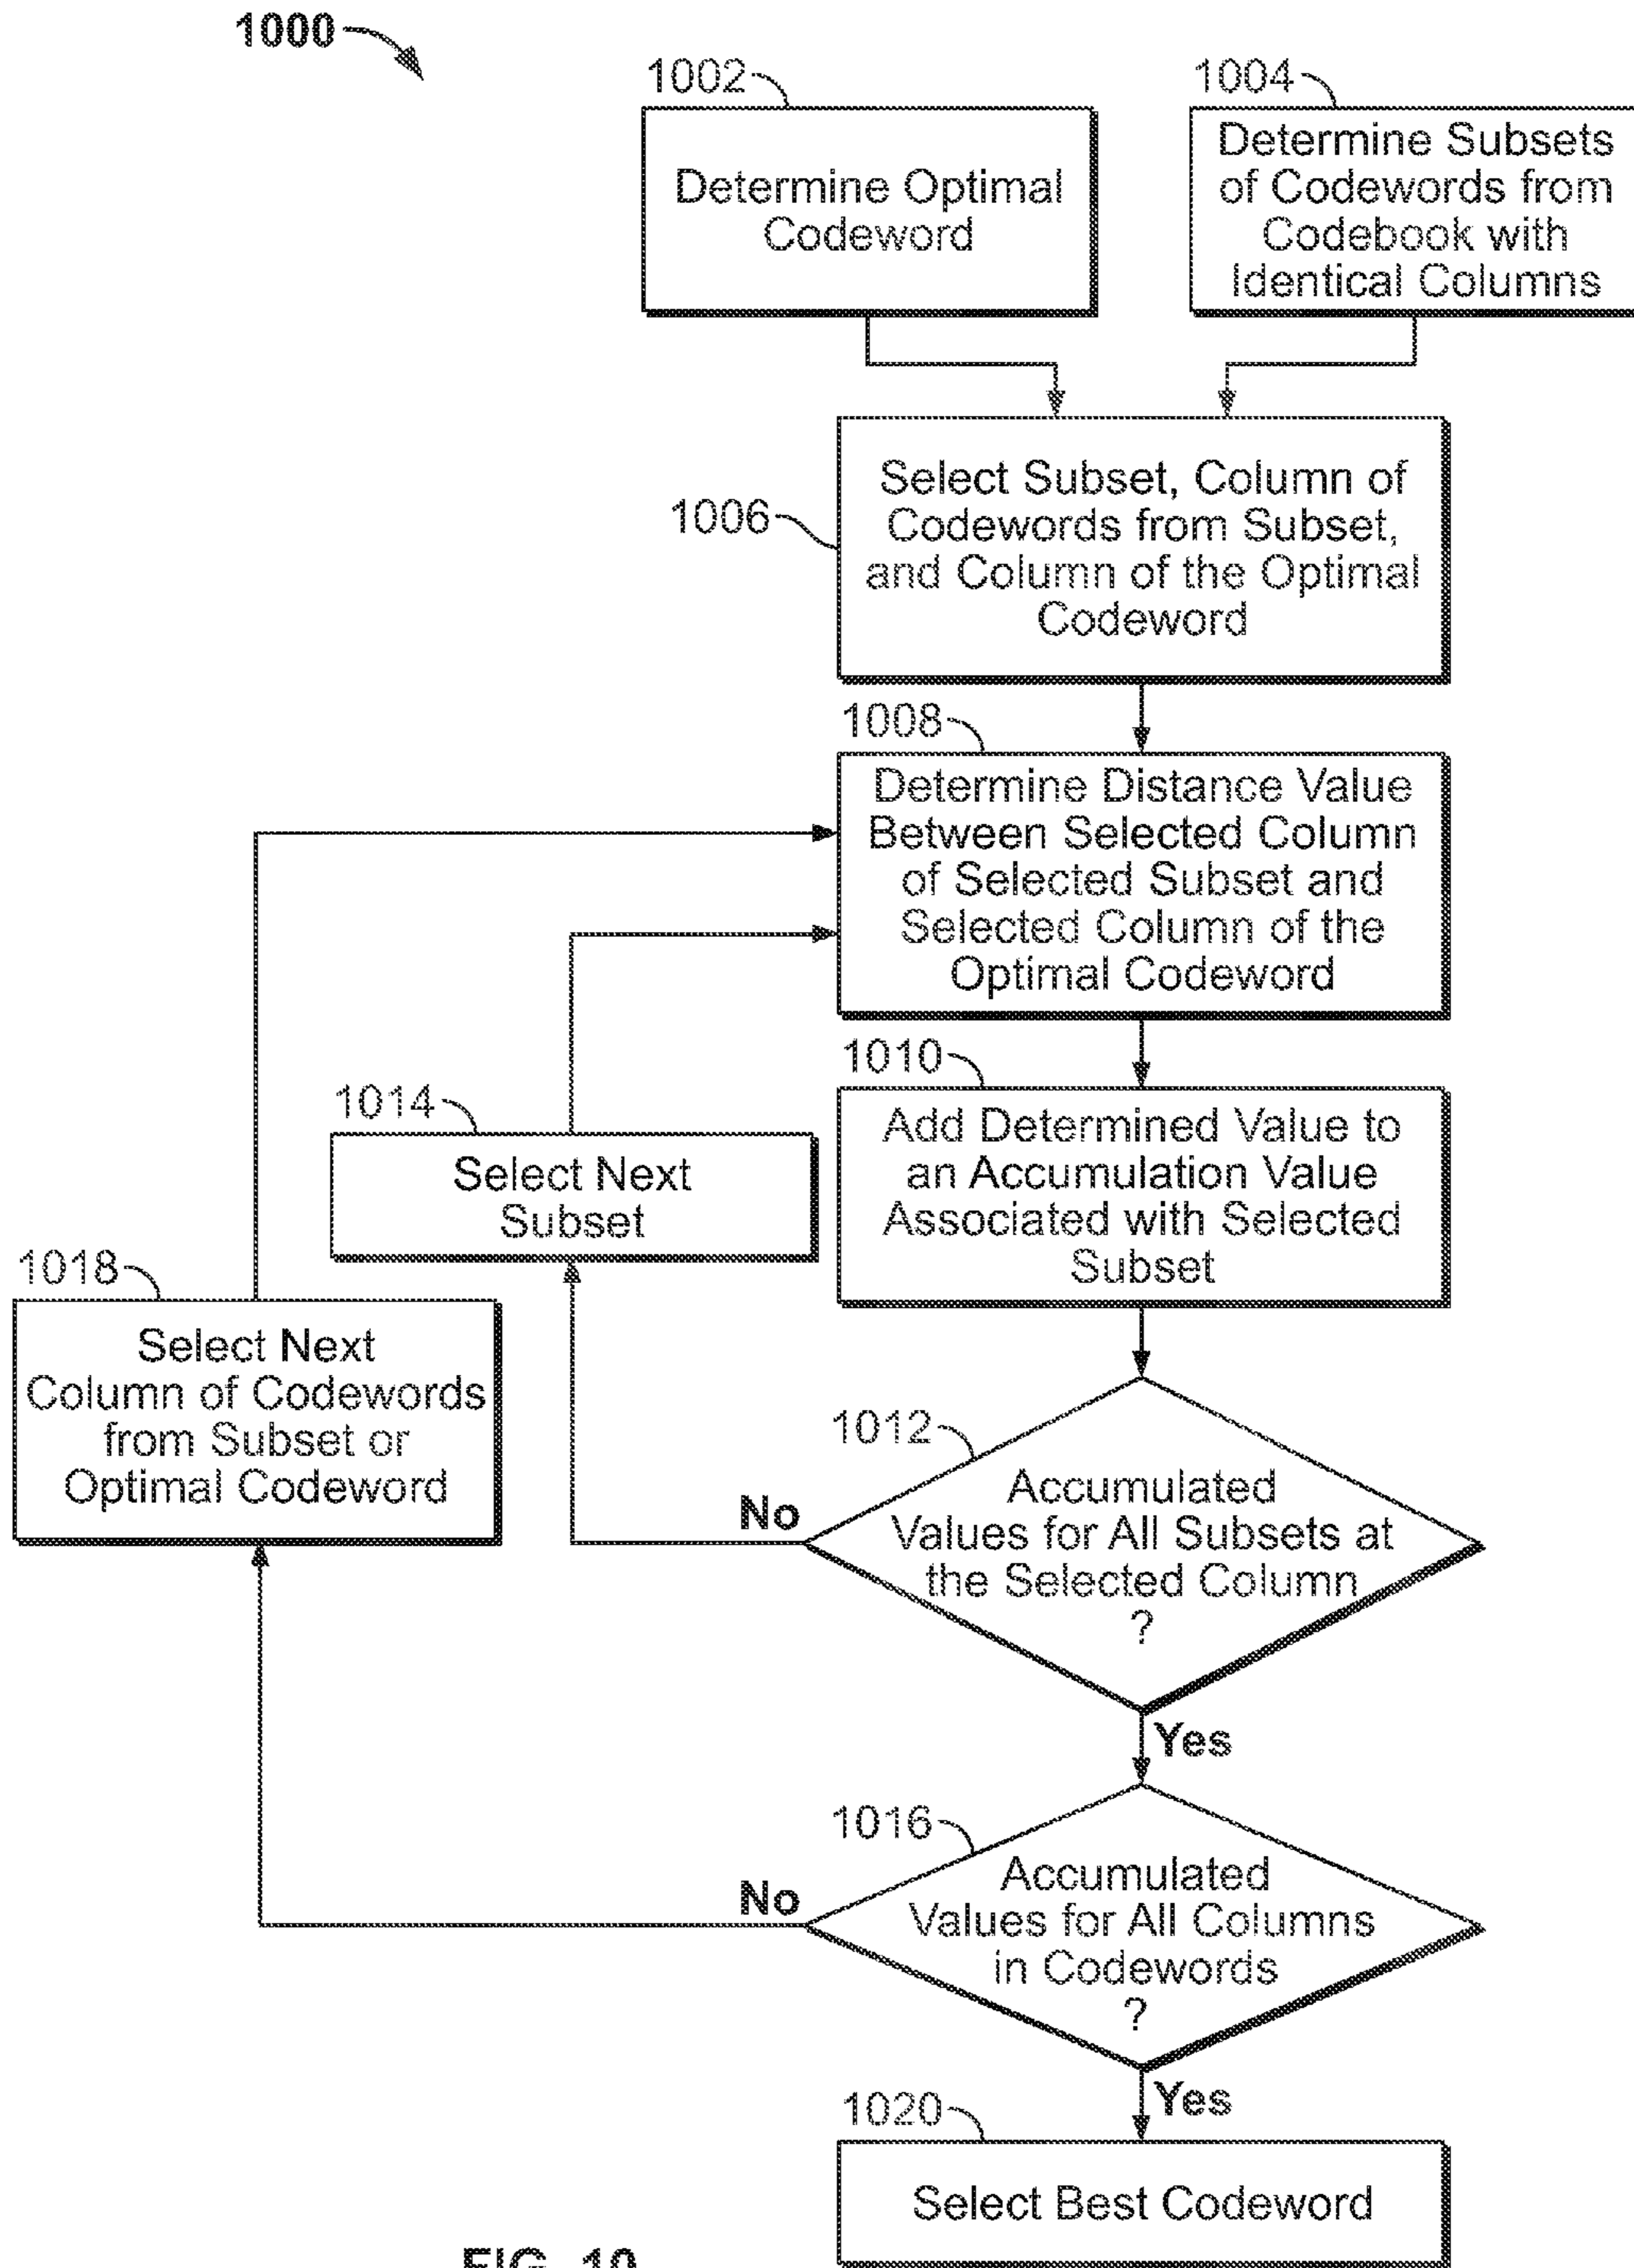 1000
1002
Determine Optimal
Codeword
1004
Determine Subsets
of Codewords from
Codebook with
Identical Columns
1006
Select Subset, Column of
Codewords from Subset,
and Column of the Optimal
Codeword
1008
Determine Distance Value
Between Selected Column
of Selected Subset and
Selected Column of the
Optimal Codeword
1010
Add Determined Value to
an Accumulation Value
Associated with Selected
Subset
1014
Select Next
Subset
1018
Select Next
Column of Codewords
from Subset or
Optimal Codeword
1012
Accumulated
Values for All Subsets at
the Selected Column
?
No
Yes
1016
Accumulated
Values for All Columns
in Codewords
?
No
Yes
1020
Select Best Codeword
FIG. 10